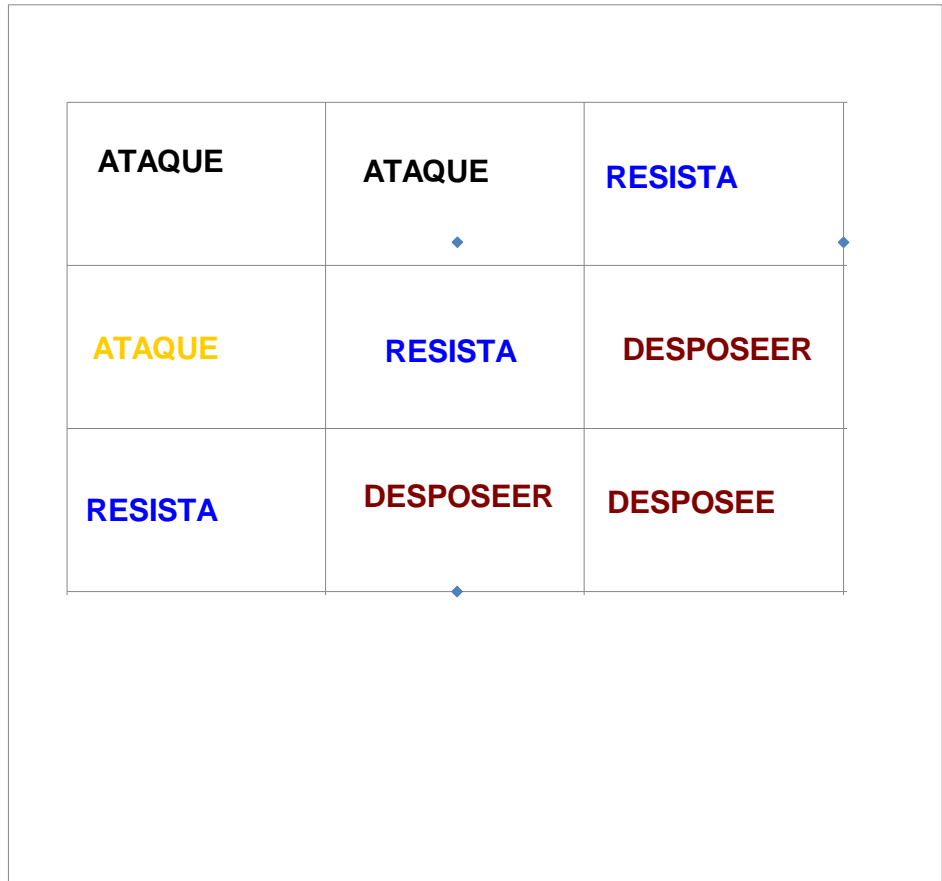 ATAQUE
ATAQUE
RESISTA
ATAQUE
RESISTA
DESPOSEER
RESISTA
DESPOSEER
DESPOSEE